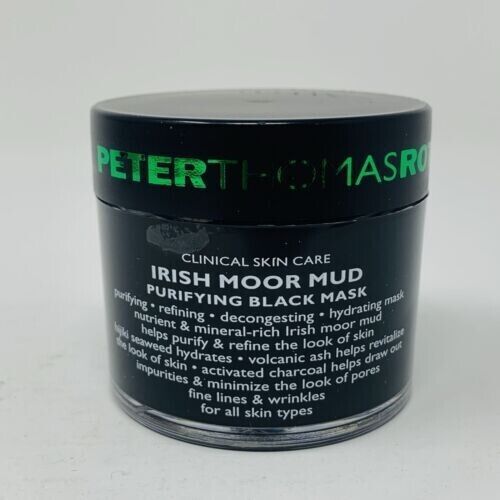 PETERTHOMASRO
CLINICAL SKIN CARE
IRISH MOOR MUD
PURIFYING BLACK MASK
purifying • refining • decongesting • hydrating mask
nutrient & mineral-rich Irish moor mud
helps purify & refine the look of skin
hijiki seaweed hydrates • volcanic ash helps revitalize
the look of skin • activated charcoal helps draw out
impurities & minimize the look of pores
fine lines & wrinkles
for all skin types